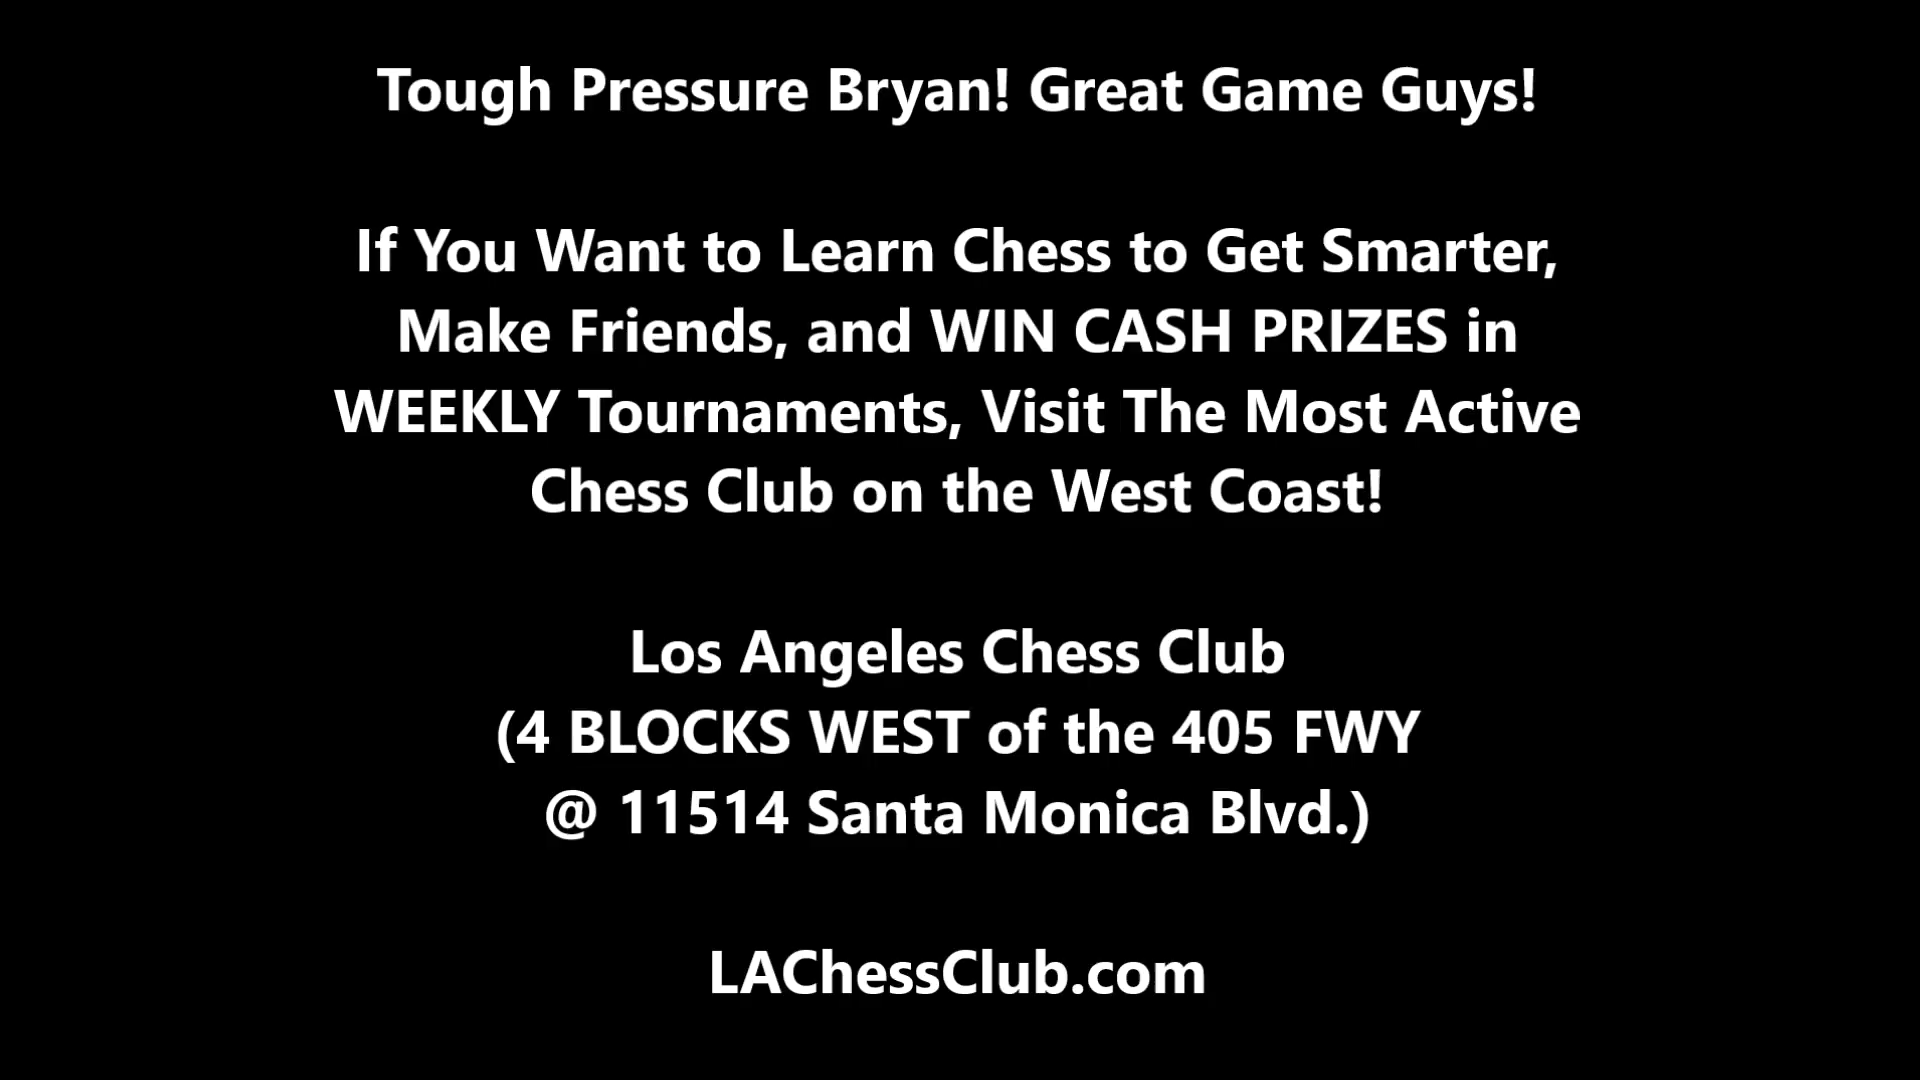 Tough Pressure Bryan! Great Game Guys!
If You Want to Learn Chess to Get Smarter,
Make Friends, and WIN CASH PRIZES in
WEEKLY Tournaments, Visit The Most Active
Chess Club on the West Coast!
Los Angeles Chess Club
(4 BLOCKS WEST of the 405 FWY
@ 11514 Santa Monica Blvd.)
LAChessClub.com